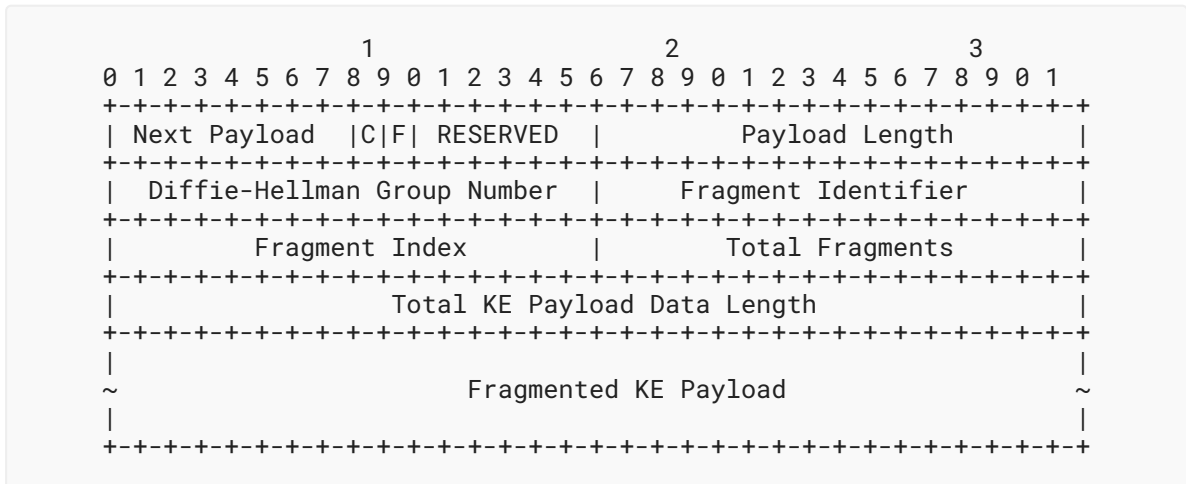 1                   2                   3
 0 1 2 3 4 5 6 7 8 9 0 1 2 3 4 5 6 7 8 9 0 1 2 3 4 5 6 7 8 9 0 1
+-+-+-+-+-+-+-+-+-+-+-+-+-+-+-+-+-+-+-+-+-+-+-+-+-+-+-+-+-+-+-+-+
| Next Payload  |C|F| RESERVED  |         Payload Length        |
+-+-+-+-+-+-+-+-+-+-+-+-+-+-+-+-+-+-+-+-+-+-+-+-+-+-+-+-+-+-+-+-+
|  Diffie-Hellman Group Number  |     Fragment Identifier       |
+-+-+-+-+-+-+-+-+-+-+-+-+-+-+-+-+-+-+-+-+-+-+-+-+-+-+-+-+-+-+-+-+
|         Fragment Index        |        Total Fragments        |
+-+-+-+-+-+-+-+-+-+-+-+-+-+-+-+-+-+-+-+-+-+-+-+-+-+-+-+-+-+-+-+-+
|                  Total KE Payload Data Length                 |
+-+-+-+-+-+-+-+-+-+-+-+-+-+-+-+-+-+-+-+-+-+-+-+-+-+-+-+-+-+-+-+-+
|                                                               |
~                       Fragmented KE Payload                   ~
|                                                               |
+-+-+-+-+-+-+-+-+-+-+-+-+-+-+-+-+-+-+-+-+-+-+-+-+-+-+-+-+-+-+-+-+